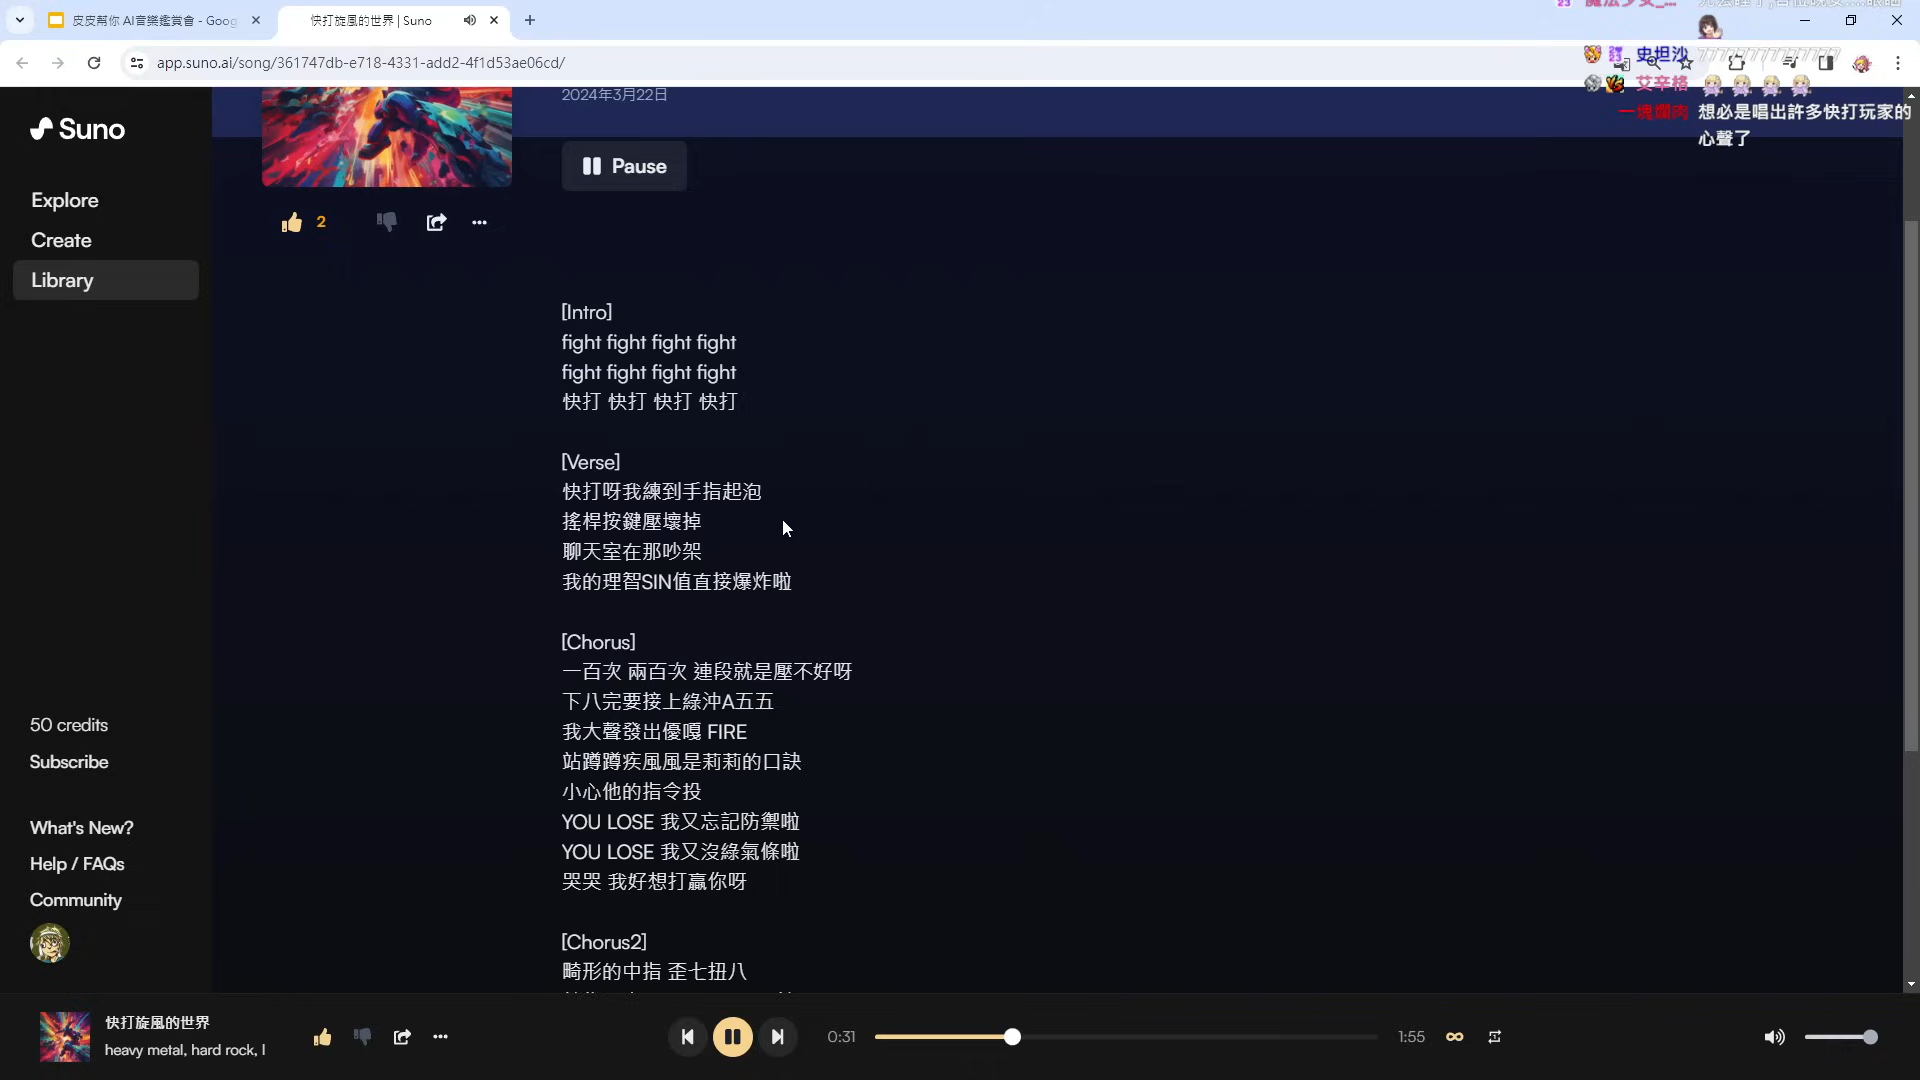 皮皮幫你 AI音樂鑑賞會 - Goog
快打旋風的世界 | Suno
app.suno.ai/song/361747db-e718-4331-add2-4f1d53ae06cd/
史坦沙 7777777777777777
艾辛格
一塊爛肉 想必是唱出許多快打玩家的
心聲了
Suno
Explore
Create
Library
50 credits
Subscribe
What's New?
Help / FAQs
Community
2024年3月22日
Pause
2
[Intro]
fight fight fight fight
fight fight fight fight
快打 快打 快打 快打
[Verse]
快打呀我練到手指起泡
搖桿按鍵壓壞掉
聊天室在那吵架
我的理智SIN值直接爆炸啦
[Chorus]
一百次 兩百次 連段就是壓不好呀
下八完要接上綠沖A五五
我大聲發出優嘎 FIRE
站蹲蹲疾風風是莉莉的口訣
小心他的指令投
YOU LOSE 我又忘記防禦啦
YOU LOSE 我又沒綠氣條啦
哭哭 我好想打贏你呀
[Chorus2]
畸形的中指 歪七扭八
快打旋風的世界
heavy metal, hard rock, l
0:31
1:55